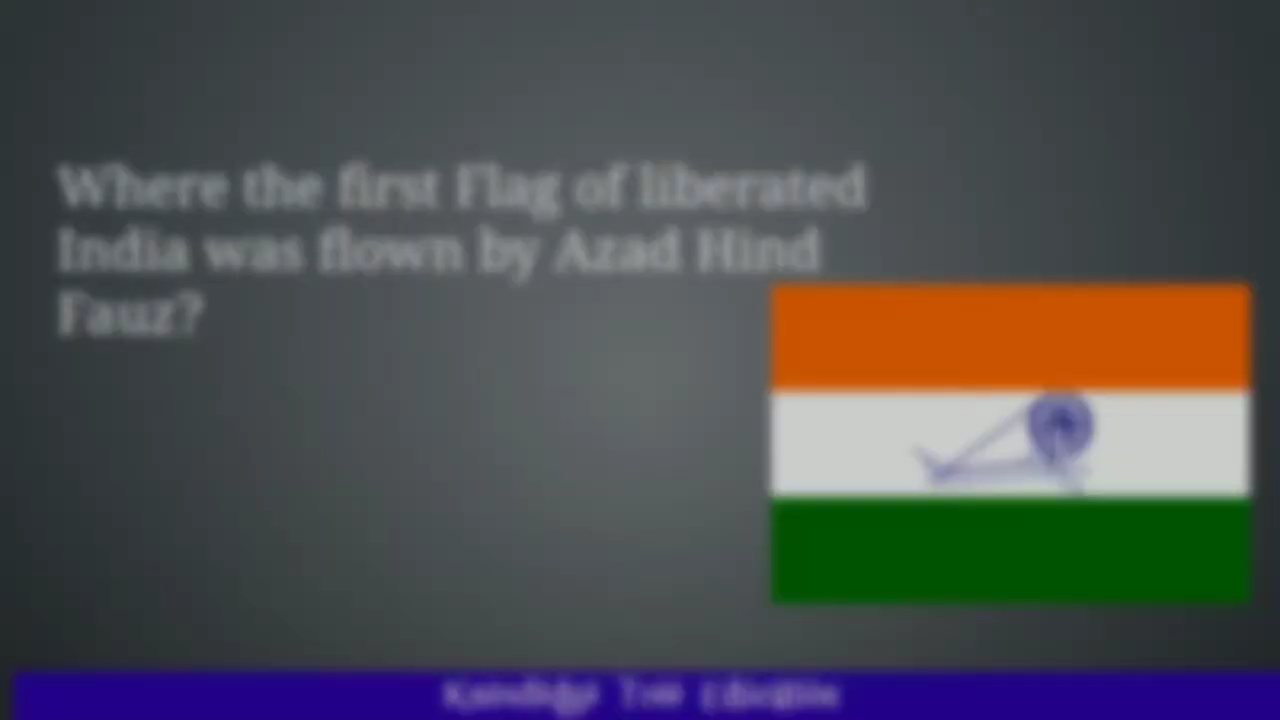 Where the first Flag of liberated
India was flown by Azad Hind
Fauz?